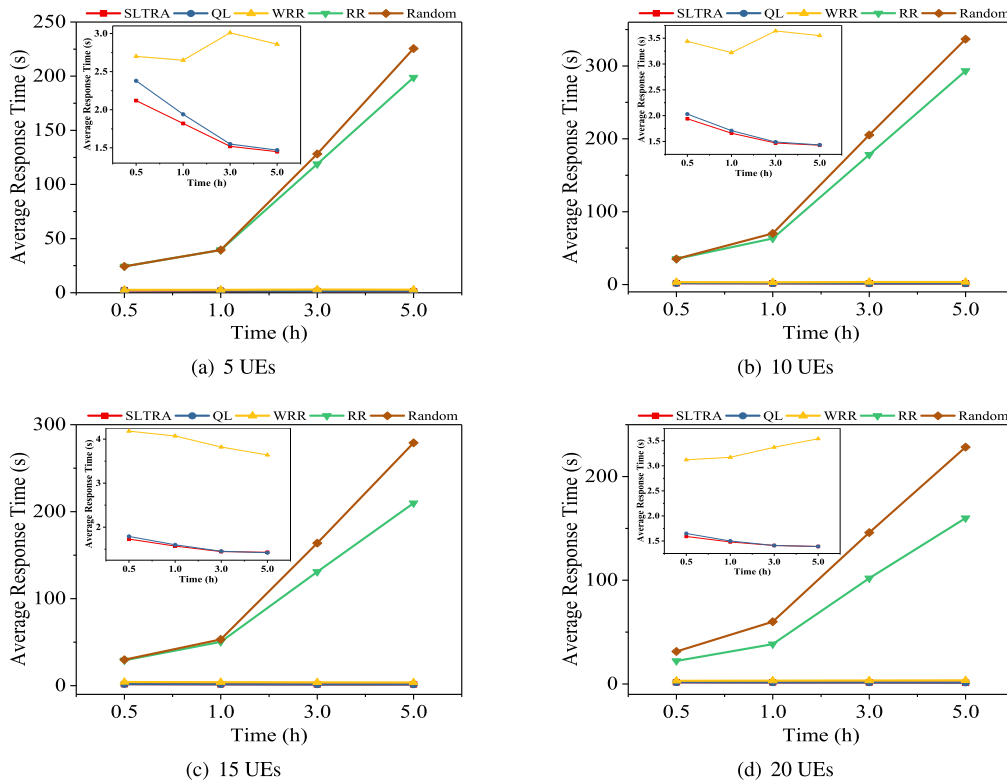 SLTRA QL WRR RR Random
250
200
150
100
50
0
Average Response Time (s)
3.0
2.5
2.0
1.5
Average Response Time (s)
0.5 1.0 3.0 5.0
Time (h)
0.5 1.0 3.0 5.0
Time (h)
(a) 5 UEs
SLTRA QL WRR RR Random
300
200
100
0
Average Response Time (s)
3.5
3.0
2.5
2.0
1.5
Average Response Time (s)
0.5 1.0 3.0 5.0
Time (h)
0.5 1.0 3.0 5.0
Time (h)
(b) 10 UEs
SLTRA QL WRR RR Random
300
200
100
0
Average Response Time (s)
4
3
2
Average Response Time (s)
0.5 1.0 3.0 5.0
Time (h)
0.5 1.0 3.0 5.0
Time (h)
(c) 15 UEs
SLTRA QL WRR RR Random
200
100
0
Average Response Time (s)
3.5
3.0
2.5
2.0
1.5
Average Response Time (s)
0.5 1.0 3.0 5.0
Time (h)
0.5 1.0 3.0 5.0
Time (h)
(d) 20 UEs